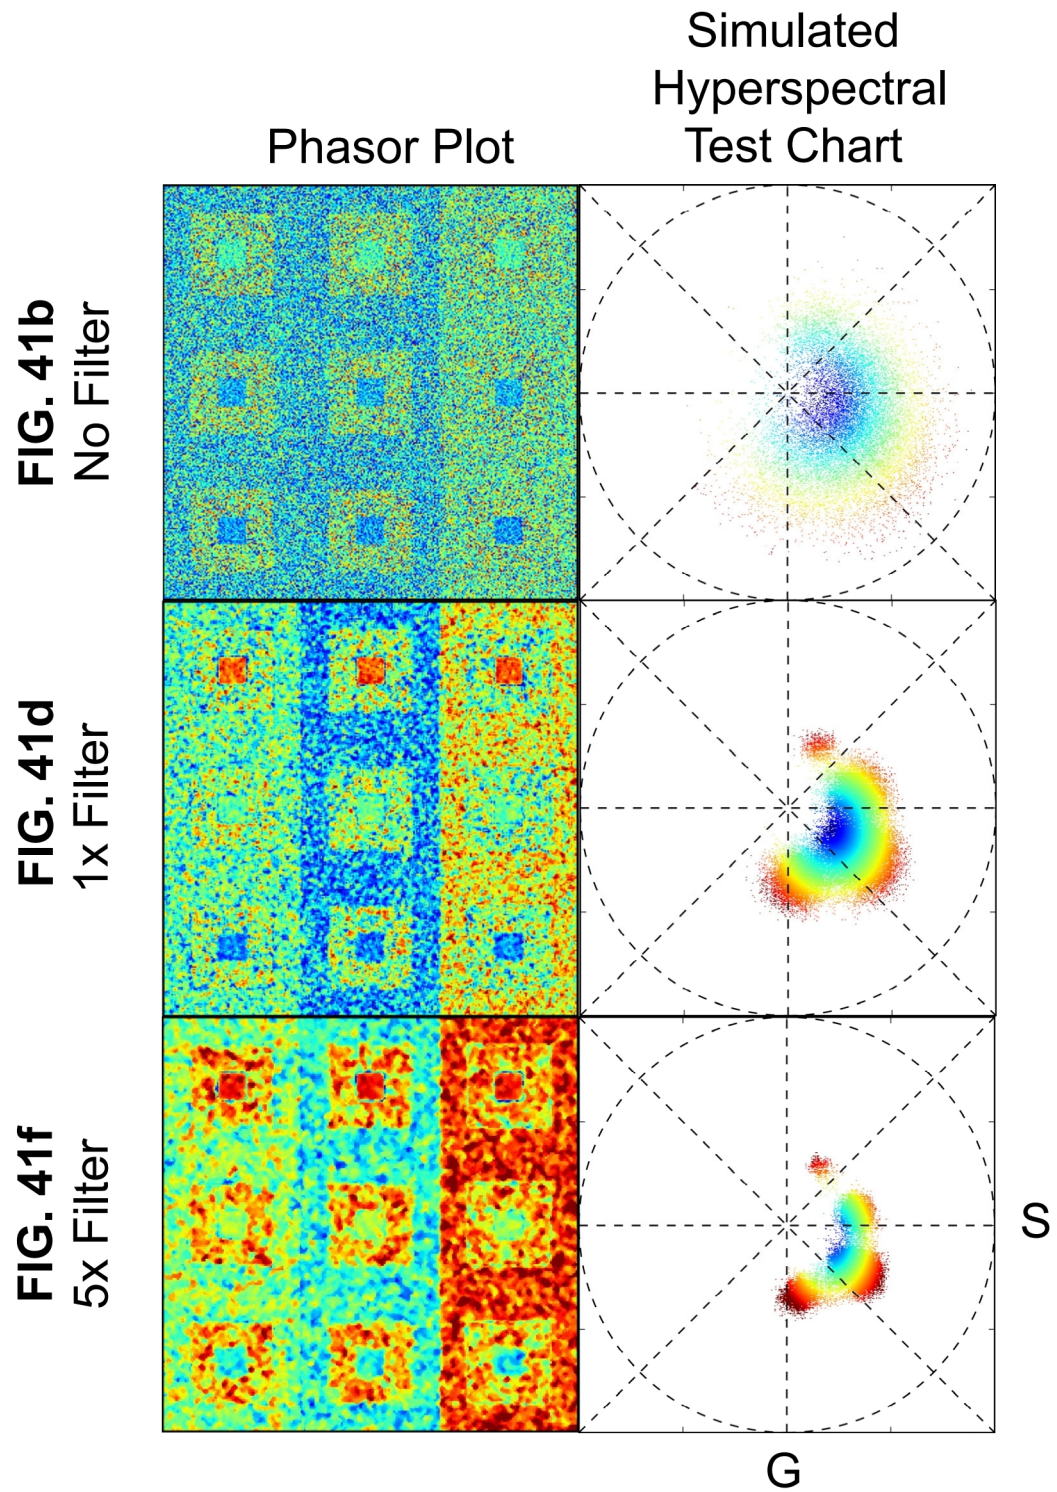 Simulated
Hyperspectral
Phasor Plot
Test Chart
FIG. 41b
No Filter
FIG. 41d
1x Filter
FIG. 41f
5x Filter
S
G